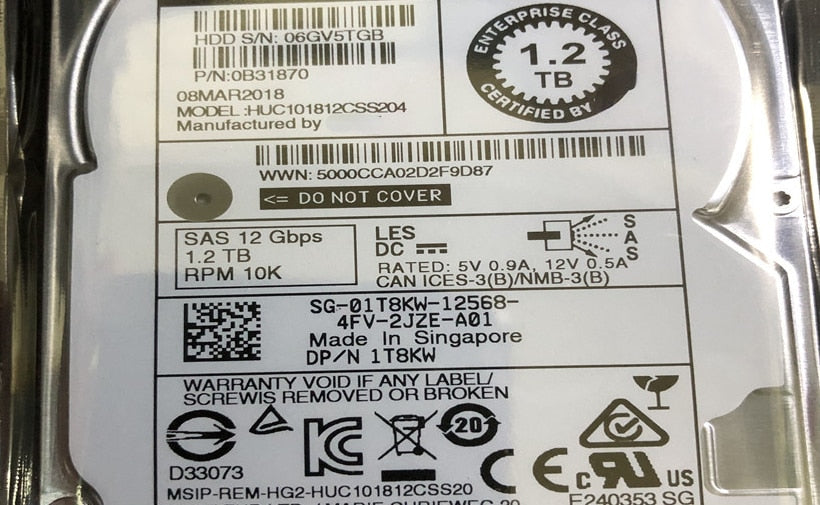 HDD S/N: 06GV5TGB
P/N:0B31870
08MAR2018
MODEL:HUC101812CSS204
Manufactured by
ENTERPRISE CLASS
1.2
TB
CERTIFIED BY
WWN: 5000CCA02D2F9D87
<= DO NOT COVER
SAS 12 Gbps
1.2 TB
RPM 10K
LES
DC
SAS
RATED: 5V 0.9A, 12V 0.5A
CAN ICES-3(B)/NMB-3(B)
SG-01T8KW-12568-
4FV-2JZE-A01
Made In Singapore
DP/N 1T8KW
WARRANTY VOID IF ANY LABEL/
SCREWIS REMOVED OR BROKEN
20
D33073
CE
c US
MSIP-REM-HG2-HUC101812CSS20
E240353 SG